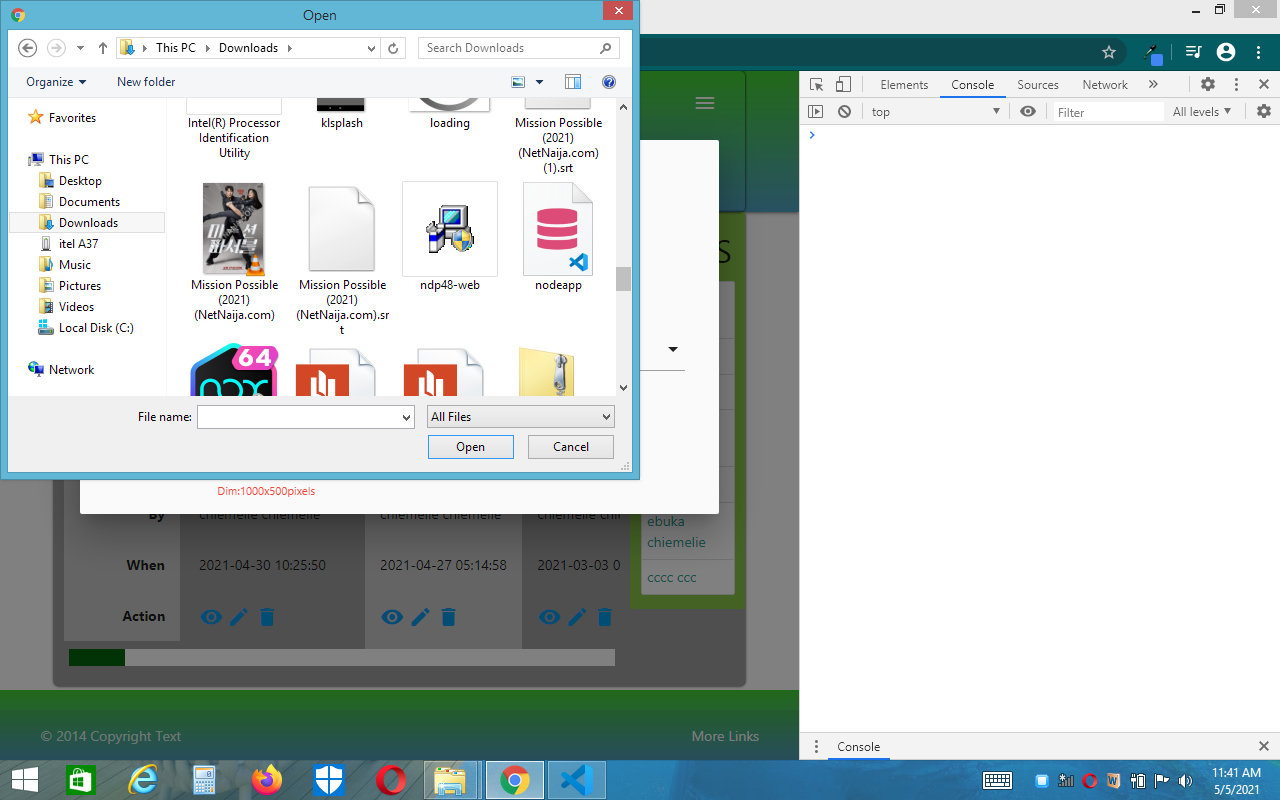 Open
This PC
Downloads
Search Downloads
Organize
New folder
Favorites
This PC
Desktop
Documents
Downloads
itel A37
Music
Pictures
Videos
Local Disk (C:)
Network
Intel(R) Processor
Identification
Utility
klsplash
loading
Mission Possible
(2021)
(NetNaija.com)
(1).srt
Mission Possible
(2021)
(NetNaija.com)
Mission Possible
(2021)
(NetNaija.com).sr
t
ndp48-web
nodeapp
64
File name:
All Files
Open
Cancel
Dim:1000x500pixels
By
chiemelie chiemelie
chiemelie chiemelie
chiemelie chi
When
2021-04-30 10:25:50
2021-04-27 05:14:58
2021-03-03 0
Action
S
ebuka
chiemelie
cccc ccc
© 2014 Copyright Text
More Links
Elements
Console
Sources
Network
top
Filter
All levels
Console
11:41 AM
5/5/2021